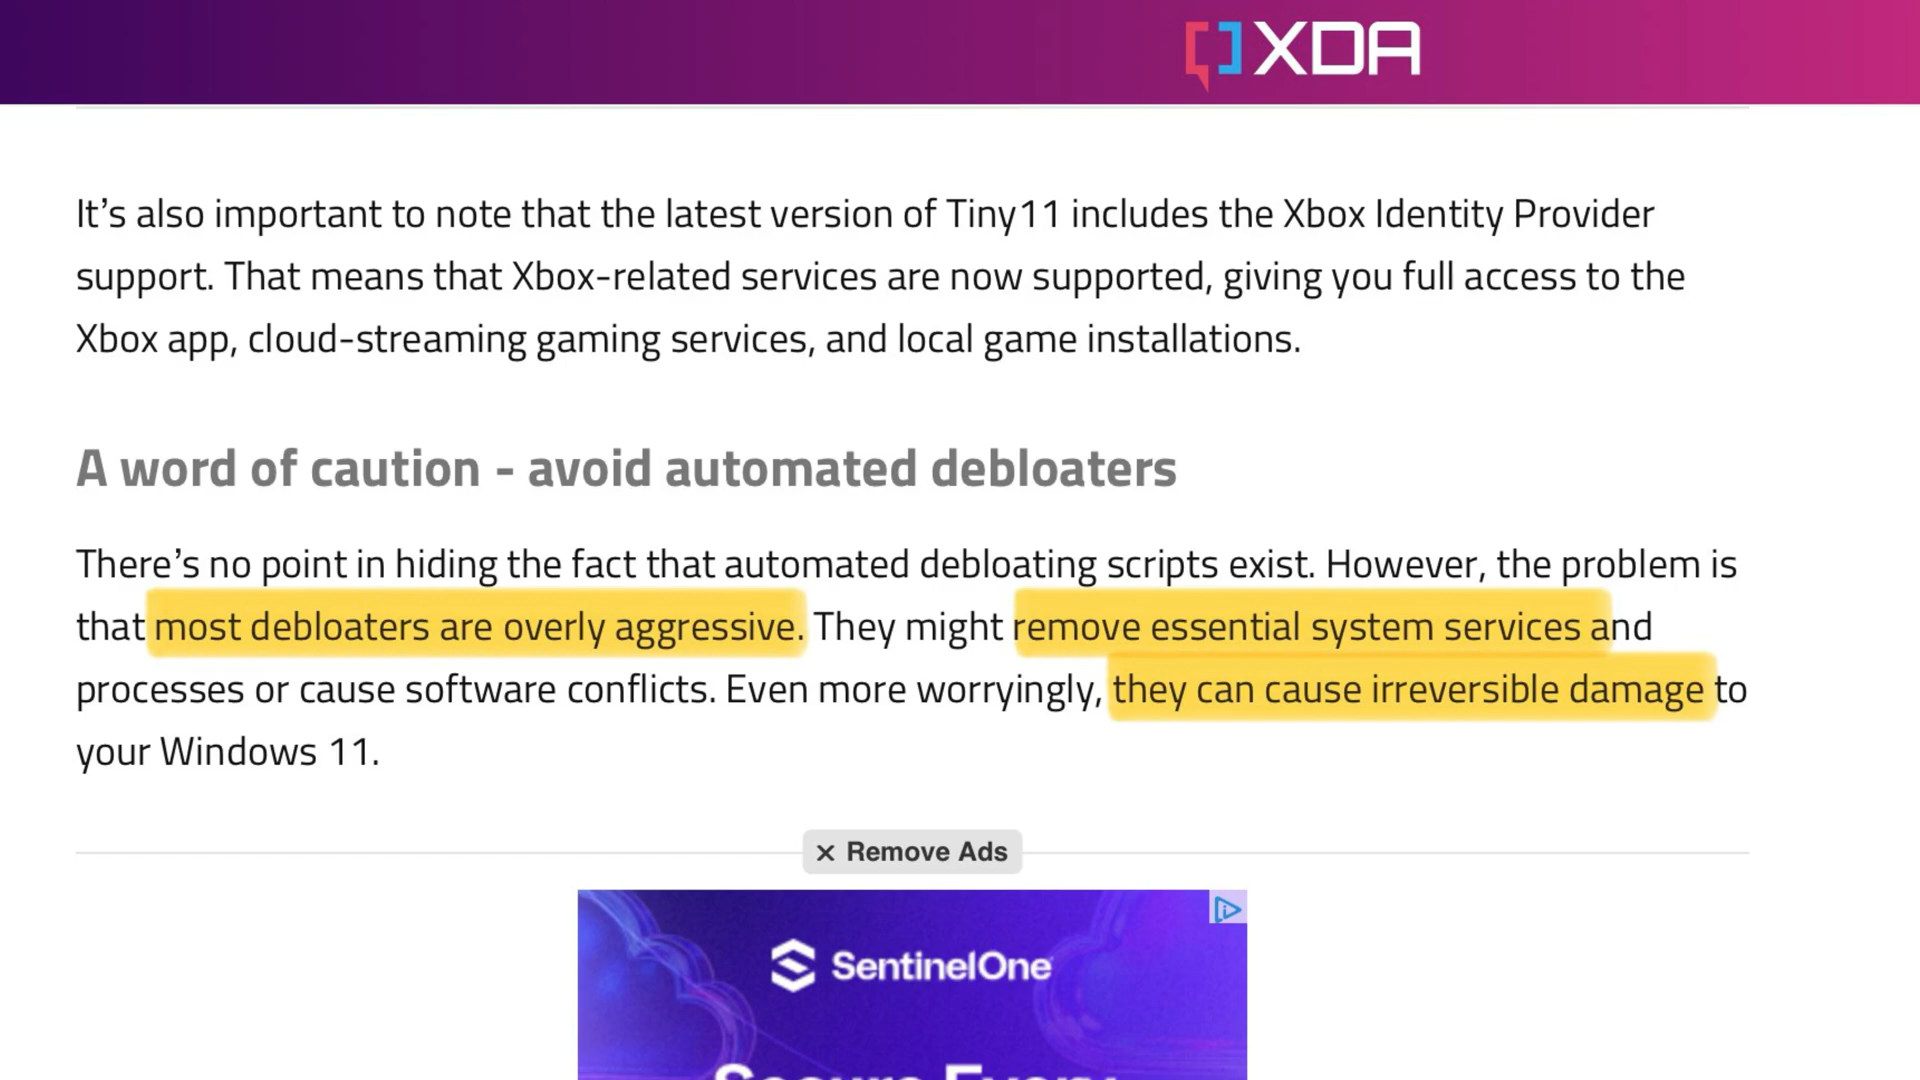 XDA
It's also important to note that the latest version of Tiny11 includes the Xbox Identity Provider
support. That means that Xbox-related services are now supported, giving you full access to the
Xbox app, cloud-streaming gaming services, and local game installations.
A word of caution - avoid automated debloaters
There's no point in hiding the fact that automated debloating scripts exist. However, the problem is
that most debloaters are overly aggressive. They might remove essential system services and
processes or cause software conflicts. Even more worryingly, they can cause irreversible damage to
your Windows 11.
× Remove Ads
SentinelOne
Secure Every